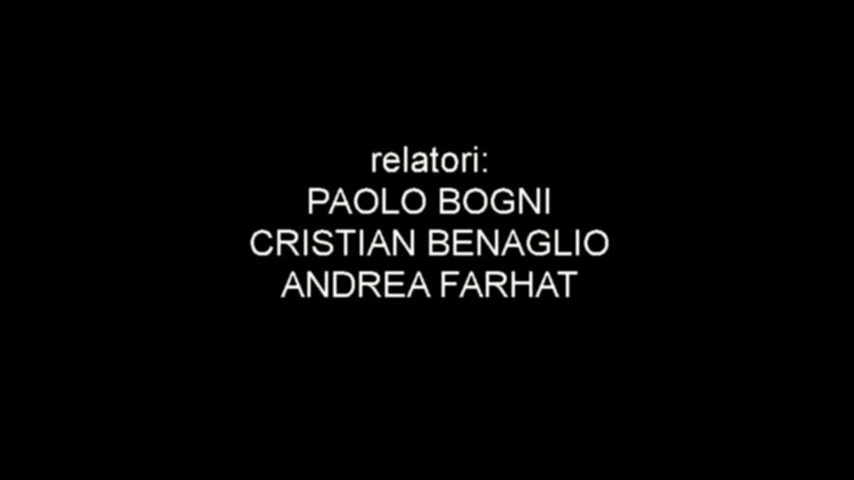 relatori:
PAOLO BOGNI
CRISTIAN BENAGLIO
ANDREA FARHAT